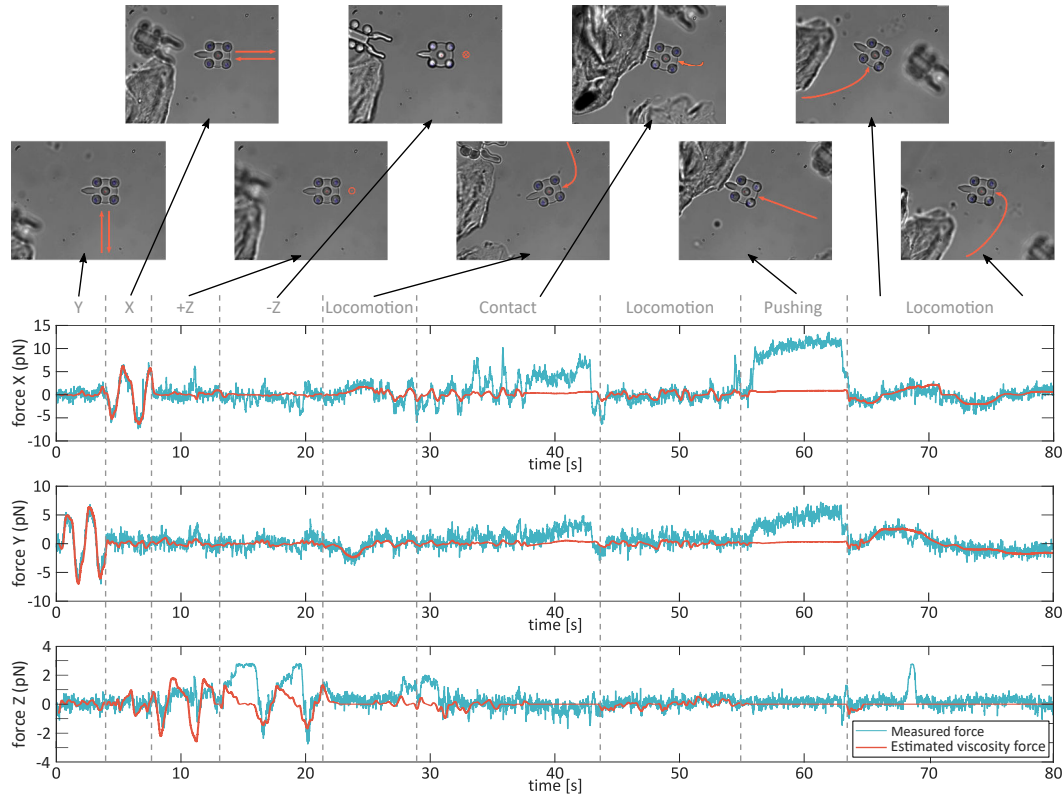 Y X +Z -Z Locomotion Contact Locomotion Pushing Locomotion
15
10
5
0
-5
-10
force X (pN)
0 10 20 30 40 50 60 70 80
time [s]
10
5
0
-5
-10
force Y (pN)
0 10 20 30 40 50 60 70 80
time [s]
4
2
0
-2
-4
force Z (pN)
Measured force
Estimated viscosity force
0 10 20 30 40 50 60 70 80
time [s]